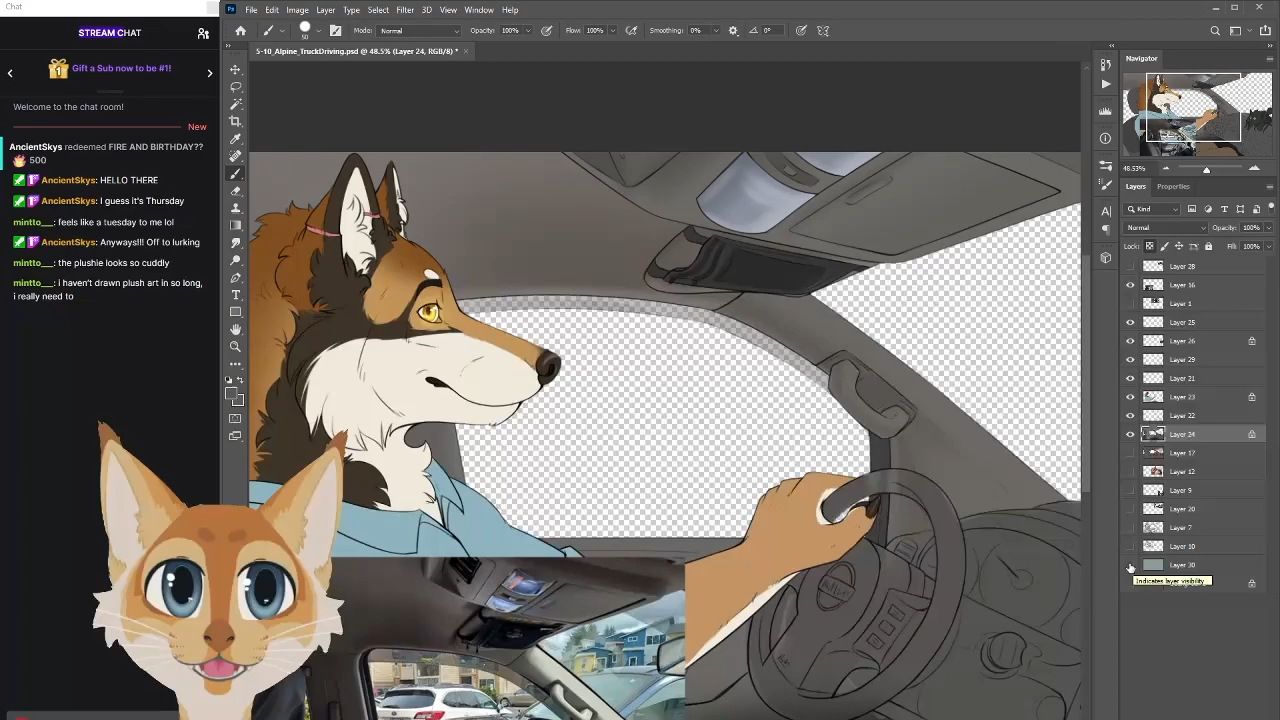 Chat
STREAM CHAT
1
Gift a Sub now to be #1!
Welcome to the chat room!
New
AncientSkys redeemed FIRE AND BIRTHDAY??
500
AncientSkys: HELLO THERE
AncientSkys: I guess it's Thursday
mintto__: feels like a tuesday to me lol
AncientSkys: Anyways!!! Off to lurking
mintto__: the plushie looks so cuddly
mintto__: i haven't drawn plush art in so long,
i really need to
Ps File Edit Image Layer Type Select Filter 3D View Window Help
50 Mode: Normal Opacity: 100% Flow: 100% Smoothing: 0% 0°
5-10_Alpine_TruckDriving.psd @ 48.5% (Layer 24, RGB/8) * ×
Navigator
48.53%
Layers Properties
Kind
Normal Opacity: 100%
Lock: Fill: 100%
Layer 28
Layer 16
Layer 1
Layer 25
Layer 26
Layer 29
Layer 21
Layer 23
Layer 22
Layer 24
Layer 17
Layer 12
Layer 9
Layer 20
Layer 7
Layer 10
Layer 30
Indicates layer visibility